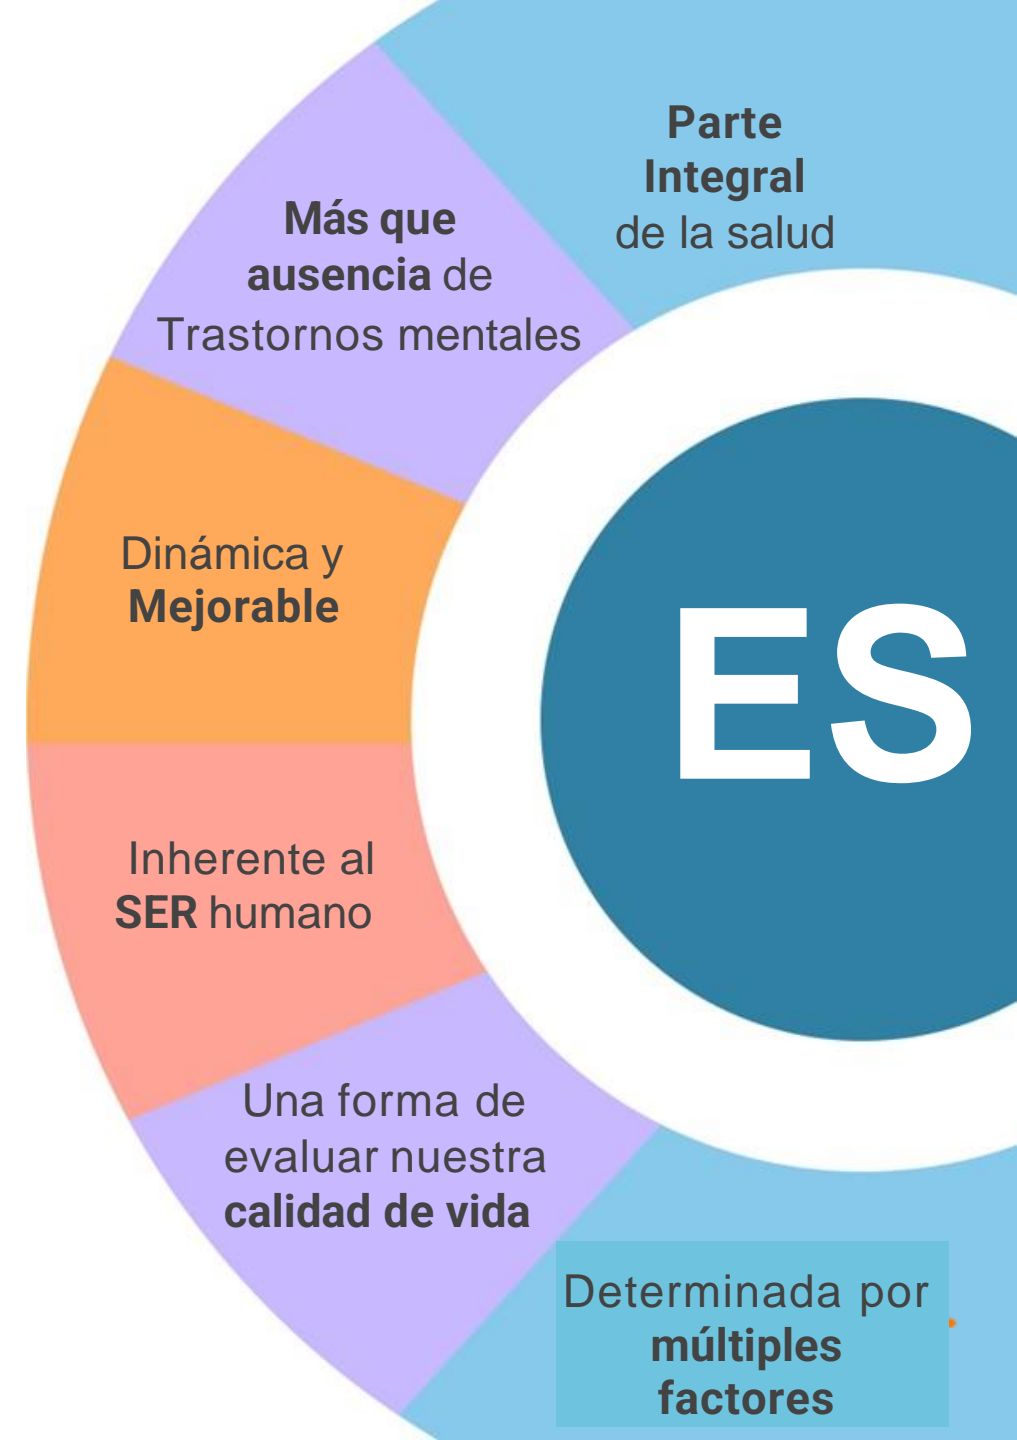 Parte
Integral
de la salud
Más que
ausencia de
Trastornos mentales
Dinámica y
Mejorable
ES
Inherente al
SER humano
Una forma de
evaluar nuestra
calidad de vida
Determinada por
múltiples
factores